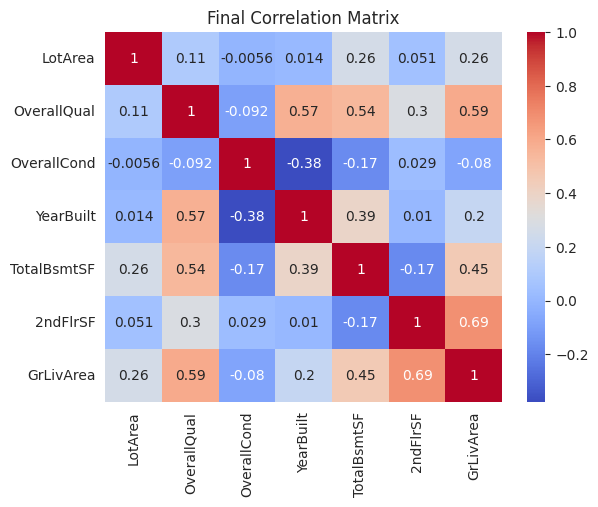 Final Correlation Matrix
LotArea 1 0.11 -0.0056 0.014 0.26 0.051 0.26
OverallQual 0.11 1 -0.092 0.57 0.54 0.3 0.59
OverallCond -0.0056 -0.092 1 -0.38 -0.17 0.029 -0.08
YearBuilt 0.014 0.57 -0.38 1 0.39 0.01 0.2
TotalBsmtSF 0.26 0.54 -0.17 0.39 1 -0.17 0.45
2ndFlrSF 0.051 0.3 0.029 0.01 -0.17 1 0.69
GrLivArea 0.26 0.59 -0.08 0.2 0.45 0.69 1
LotArea
OverallQual
OverallCond
YearBuilt
TotalBsmtSF
2ndFlrSF
GrLivArea
1.0
0.8
0.6
0.4
0.2
0.0
−0.2